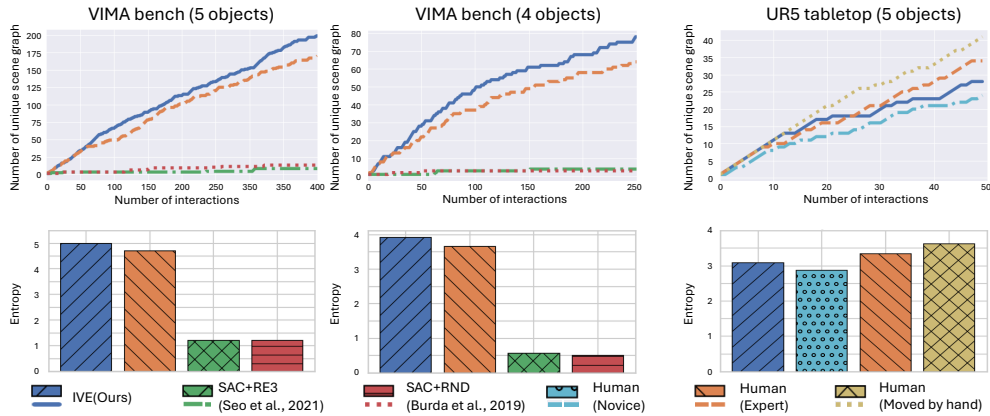 VIMA bench (5 objects)
VIMA bench (4 objects)
UR5 tabletop (5 objects)
Number of unique scene graph
200
175
150
125
100
75
50
25
0
0 50 100 150 200 250 300 350 400
Number of interactions
Number of unique scene graph
80
70
60
50
40
30
20
10
0
0 50 100 150 200 250
Number of interactions
Number of unique scene graph
40
35
30
25
20
15
10
5
0
0 10 20 30 40 50
Number of interactions
Entropy
5
4
3
2
1
0
Entropy
4
3
2
1
0
Entropy
4
3
2
1
0
IVE(Ours)
SAC+RE3
(Seo et al., 2021)
SAC+RND
(Burda et al., 2019)
Human
(Novice)
Human
(Expert)
Human
(Moved by hand)